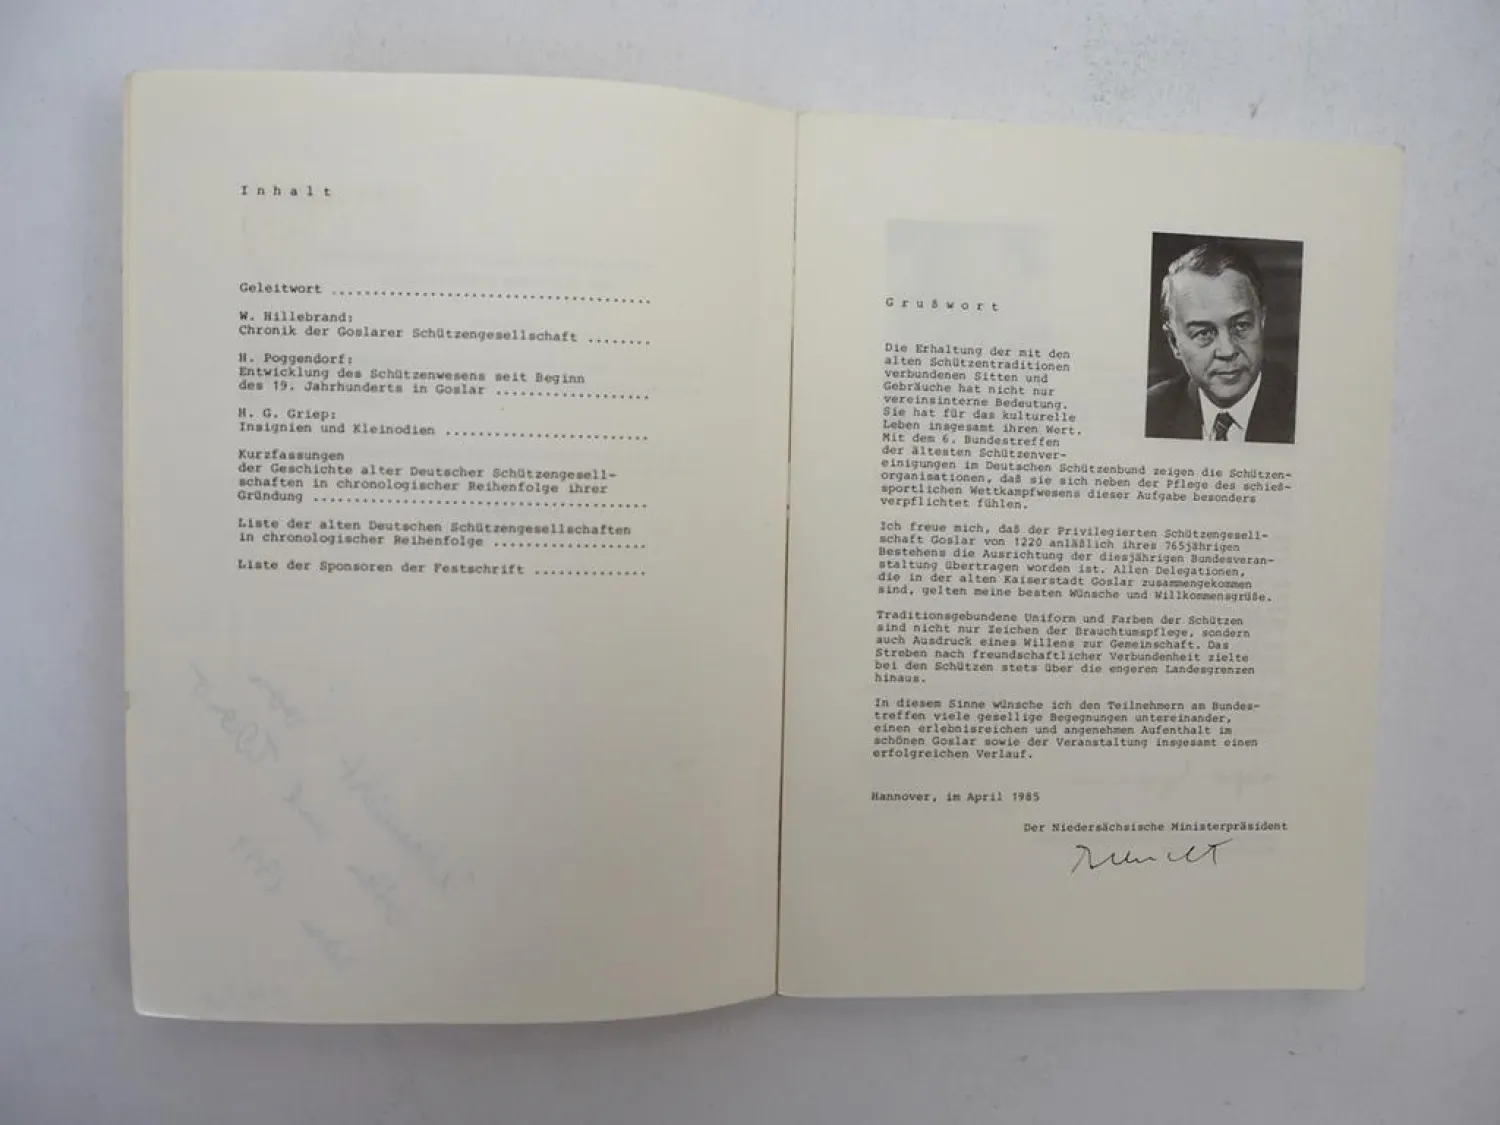 I n h a l t
Geleitwort .......................................
W. Hillebrand:
Chronik der Goslarer Schützengesellschaft ........
H. Poggendorf:
Entwicklung des Schützenwesens seit Beginn
des 19. Jahrhunderts in Goslar ...................
H. G. Griep:
Insignien und Kleinodien .........................
Kurzfassungen
der Geschichte alter Deutscher Schützengesell-
schaften in chronologischer Reihenfolge ihrer
Gründung .........................................
Liste der alten Deutschen Schützengesellschaften
in chronologischer Reihenfolge ...................
Liste der Sponsoren der Festschrift ..............
G r u ß w o r t
Die Erhaltung der mit den
alten Schützentraditionen
verbundenen Sitten und
Gebräuche hat nicht nur
vereinsinterne Bedeutung.
Sie hat für das kulturelle
Leben insgesamt ihren Wert.
Mit dem 6. Bundestreffen
der ältesten Schützenver-
einigungen im Deutschen Schützenbund zeigen die Schützen-
organisationen, daß sie sich neben der Pflege des schieß-
sportlichen Wettkampfwesens dieser Aufgabe besonders
verpflichtet fühlen.
Ich freue mich, daß der Privilegierten Schützengesell-
schaft Goslar von 1220 anläßlich ihres 765jährigen
Bestehens die Ausrichtung der diesjährigen Bundesveran-
staltung übertragen worden ist. Allen Delegationen,
die in der alten Kaiserstadt Goslar zusammengekommen
sind, gelten meine besten Wünsche und Willkommensgrüße.
Traditionsgebundene Uniform und Farben der Schützen
sind nicht nur Zeichen der Brauchtumspflege, sondern
auch Ausdruck eines Willens zur Gemeinschaft. Das
Streben nach freundschaftlicher Verbundenheit zielte
bei den Schützen stets über die engeren Landesgrenzen
hinaus.
In diesem Sinne wünsche ich den Teilnehmern am Bundes-
treffen viele gesellige Begegnungen untereinander,
einen erlebnisreichen und angenehmen Aufenthalt im
schönen Goslar sowie der Veranstaltung insgesamt einen
erfolgreichen Verlauf.
Hannover, im April 1985
Der Niedersächsische Ministerpräsident